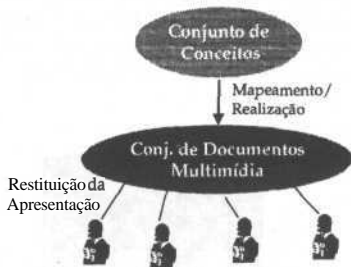 Conjunto de
Conceitos
Mapeamento/
Realização
Conj. de Documentos
Multimídia
Restituição da
Apresentação